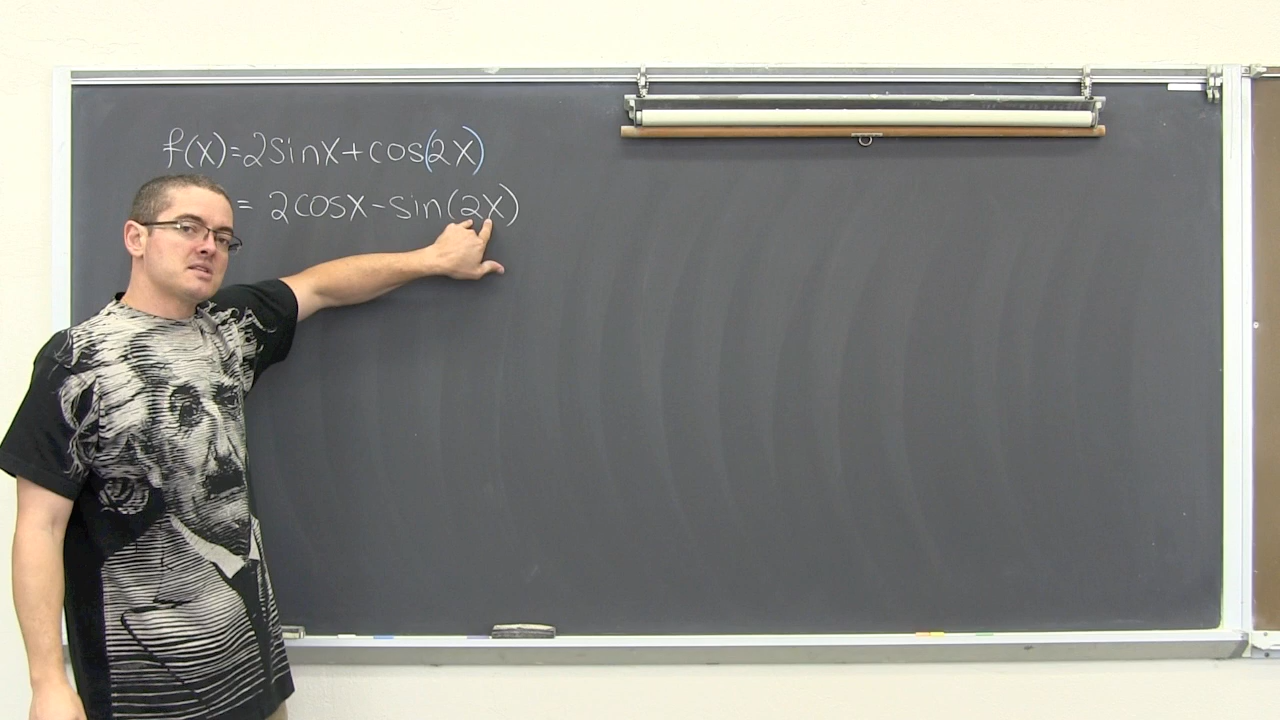 f(x)=2sinx+cos(2x)
= 2cosx-sin(2x)